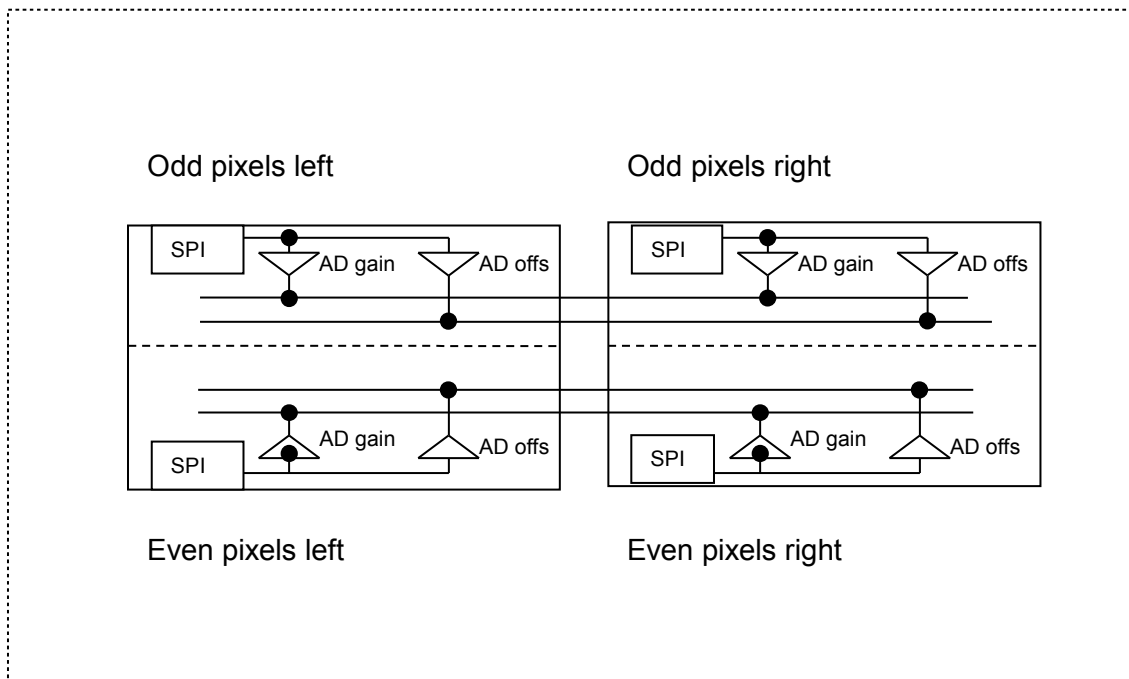 Odd pixels left
Odd pixels right
SPI
AD gain
AD offs
SPI
AD gain
AD offs
SPI
AD gain
AD offs
SPI
AD gain
AD offs
Even pixels left
Even pixels right